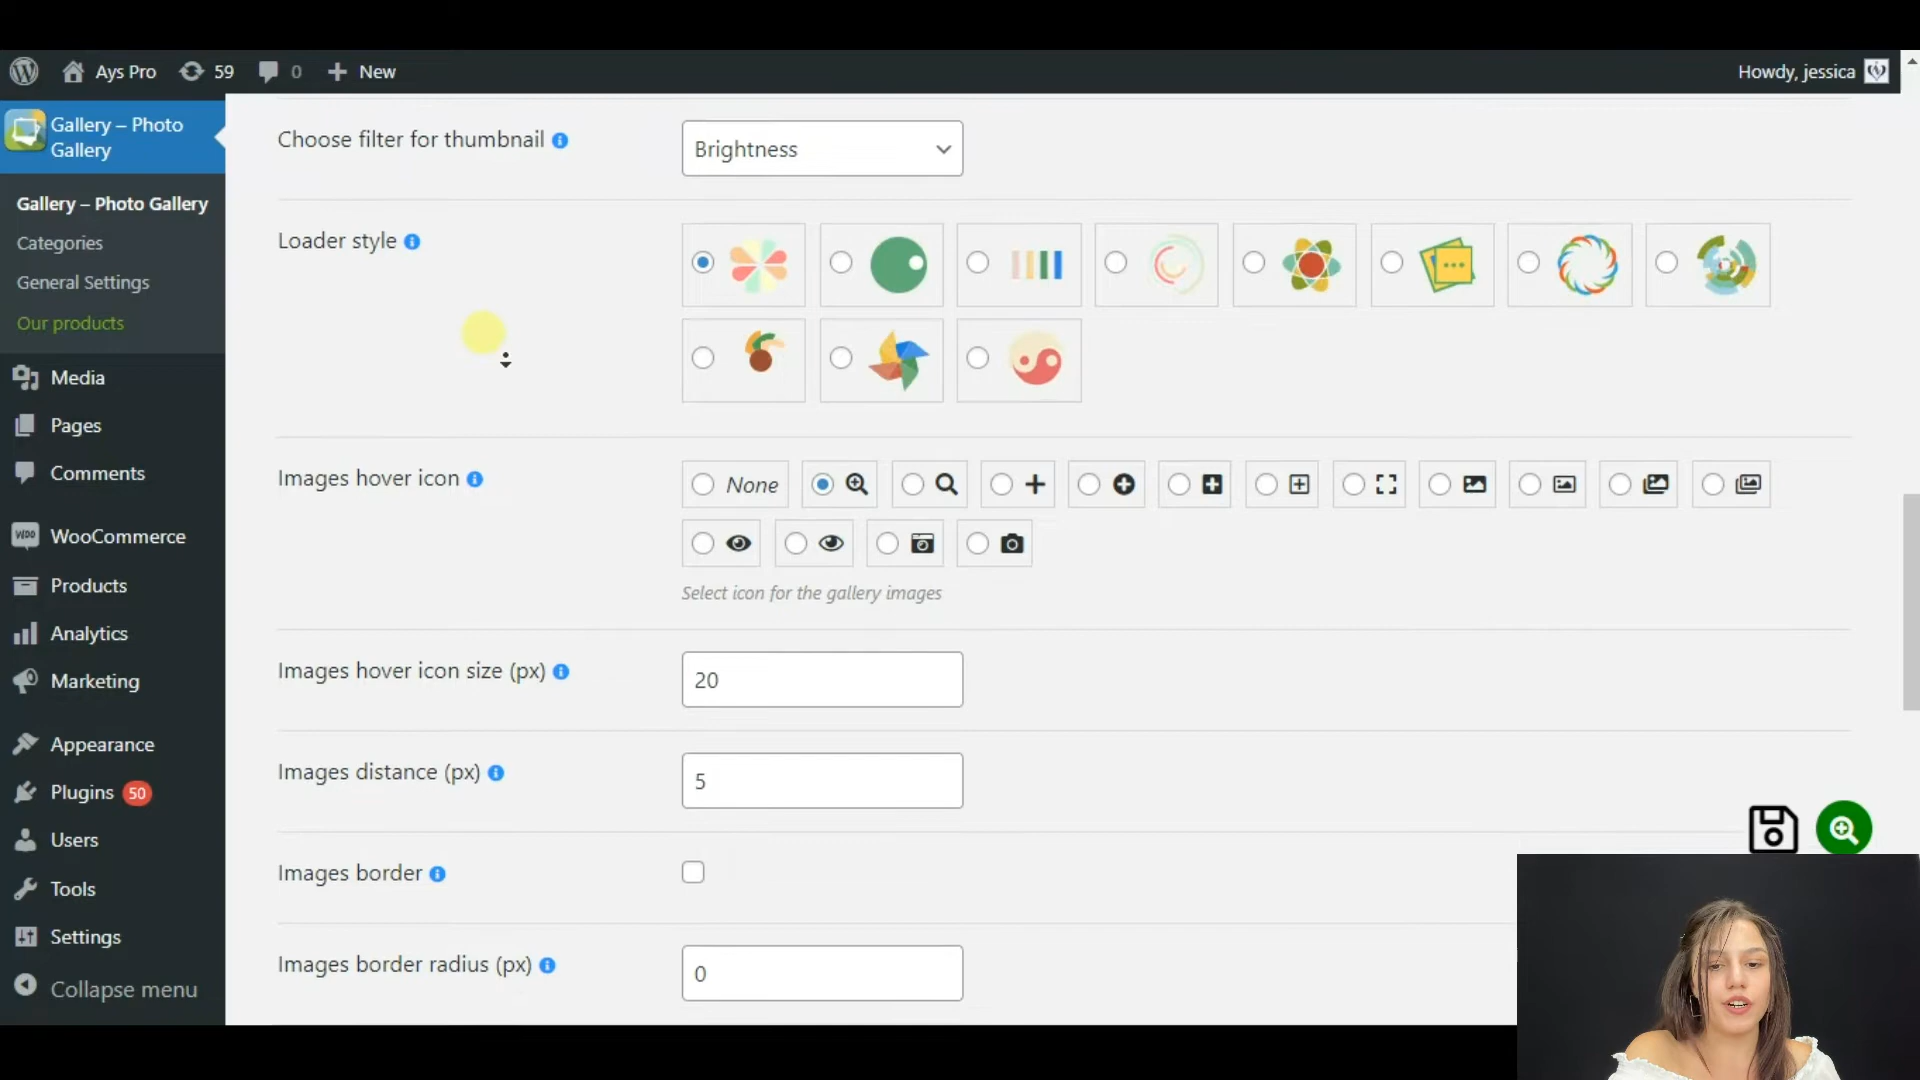 Ays Pro
59
0
New
Howdy, jessica
Gallery – Photo
Gallery
Gallery – Photo Gallery
Categories
General Settings
Our products
Media
Pages
Comments
WooCommerce
Products
Analytics
Marketing
Appearance
Plugins 50
Users
Tools
Settings
Collapse menu
Choose filter for thumbnail
Brightness
Loader style
Images hover icon
None
Select icon for the gallery images
Images hover icon size (px)
20
Images distance (px)
5
Images border
Images border radius (px)
0